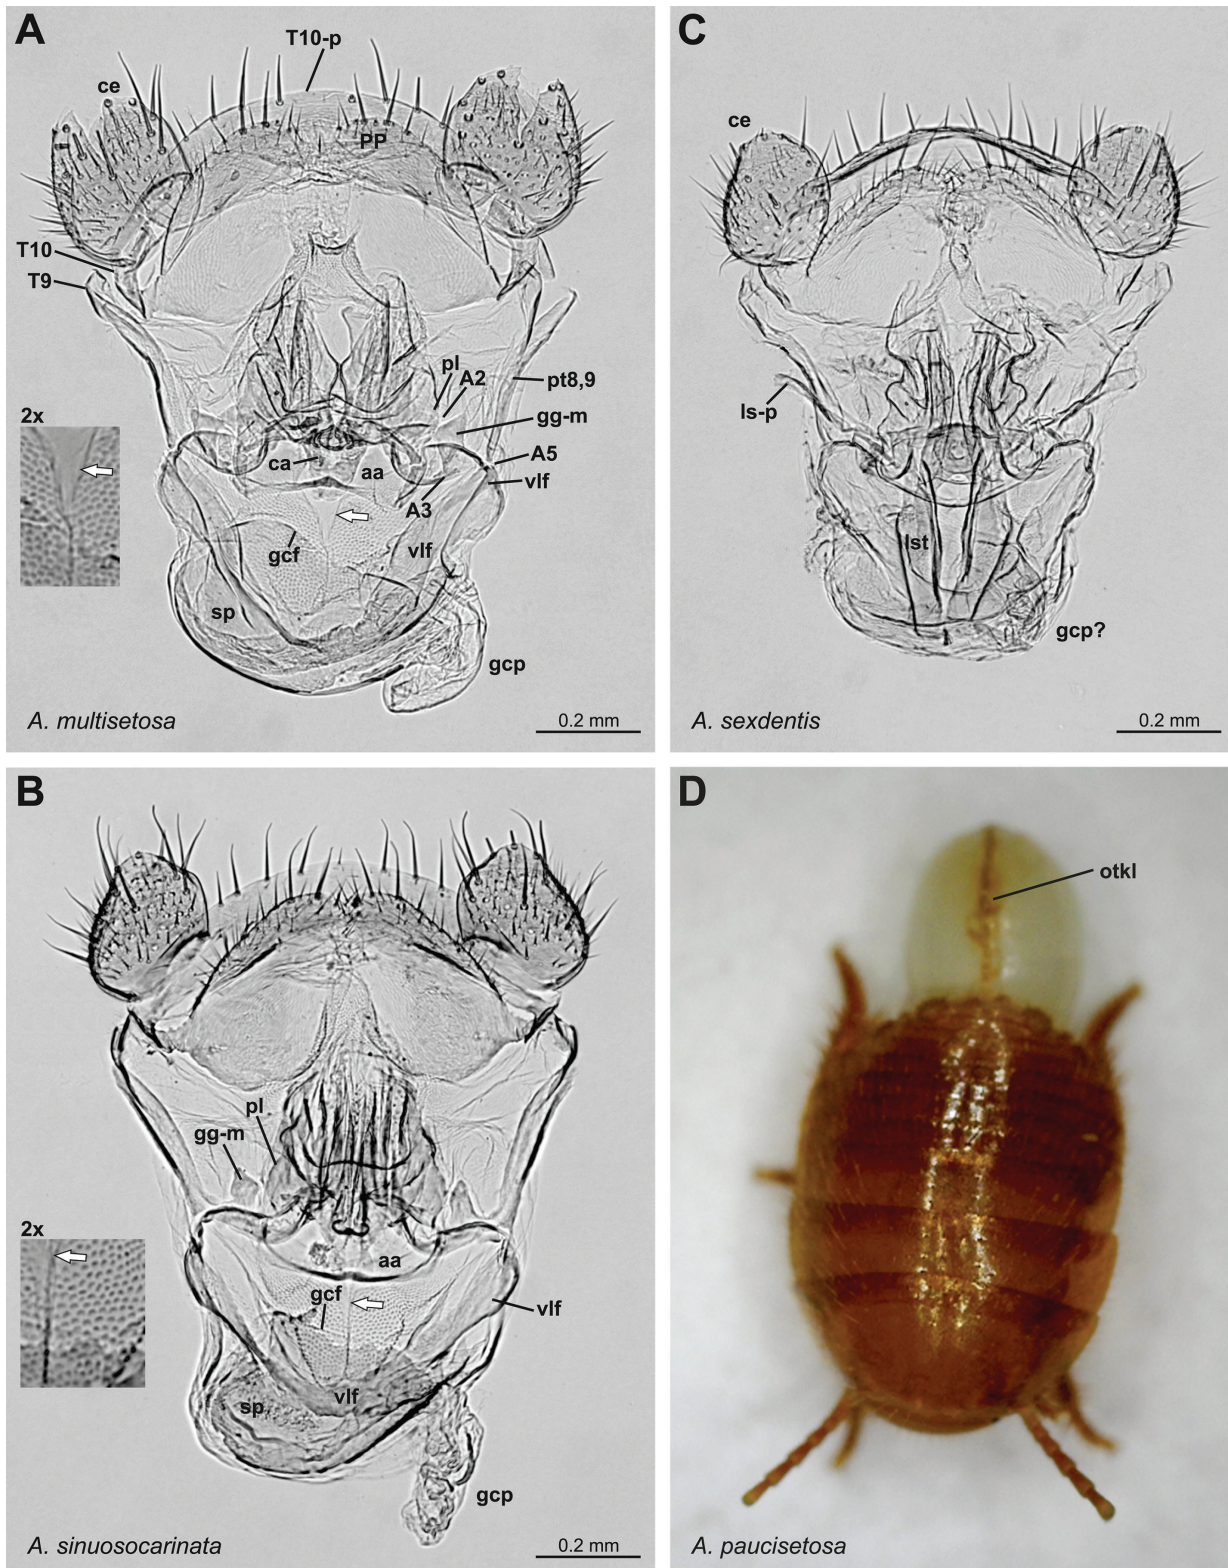 A
T10-p
ce
PP
T10
T9
pl
A2
pt8,9
gg-m
2x
ca
aa
A5
vlf
A3
gcf
vlf
sp
gcp
A. multisetosa
0.2 mm
C
ce
ls-p
lst
gcp?
A. sexdentis
0.2 mm
B
pl
gg-m
2x
aa
gcf
vlf
vlf
sp
gcp
A. sinuosocarinata
0.2 mm
D
otkl
A. paucisetosa